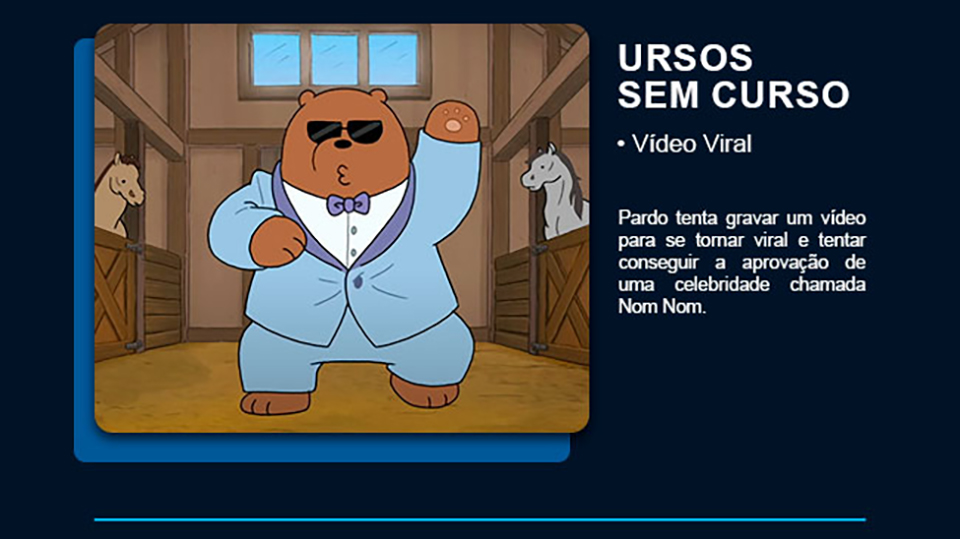 URSOS
SEM CURSO
• Vídeo Viral
Pardo tenta gravar um vídeo
para se tornar viral e tentar
conseguir a aprovação de
uma celebridade chamada
Nom Nom.